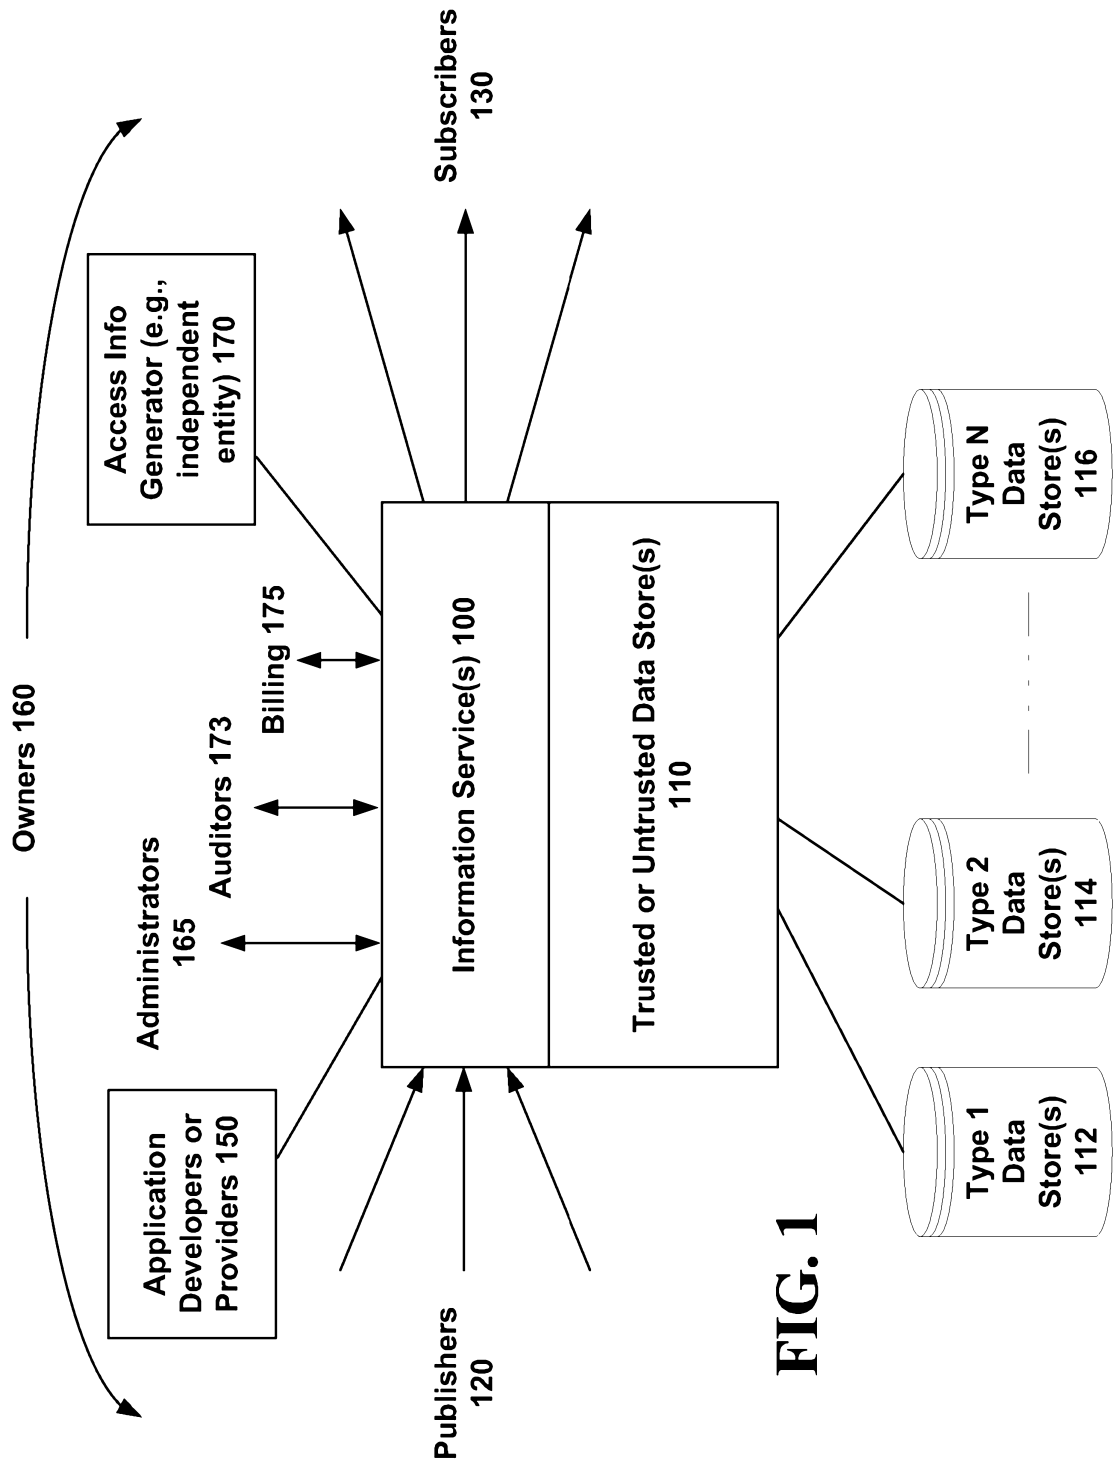 Owners 160
Access Info
Generator (e.g.,
independent
entity) 170
Billing 175
Auditors 173
Administrators
165
Application
Developers or
Providers 150
Publishers
120
Subscribers
130
Information Service(s) 100
Trusted or Untrusted Data Store(s)
110
Type 1
Data
Store(s)
112
Type 2
Data
Store(s)
114
Type N
Data
Store(s)
116
FIG. 1